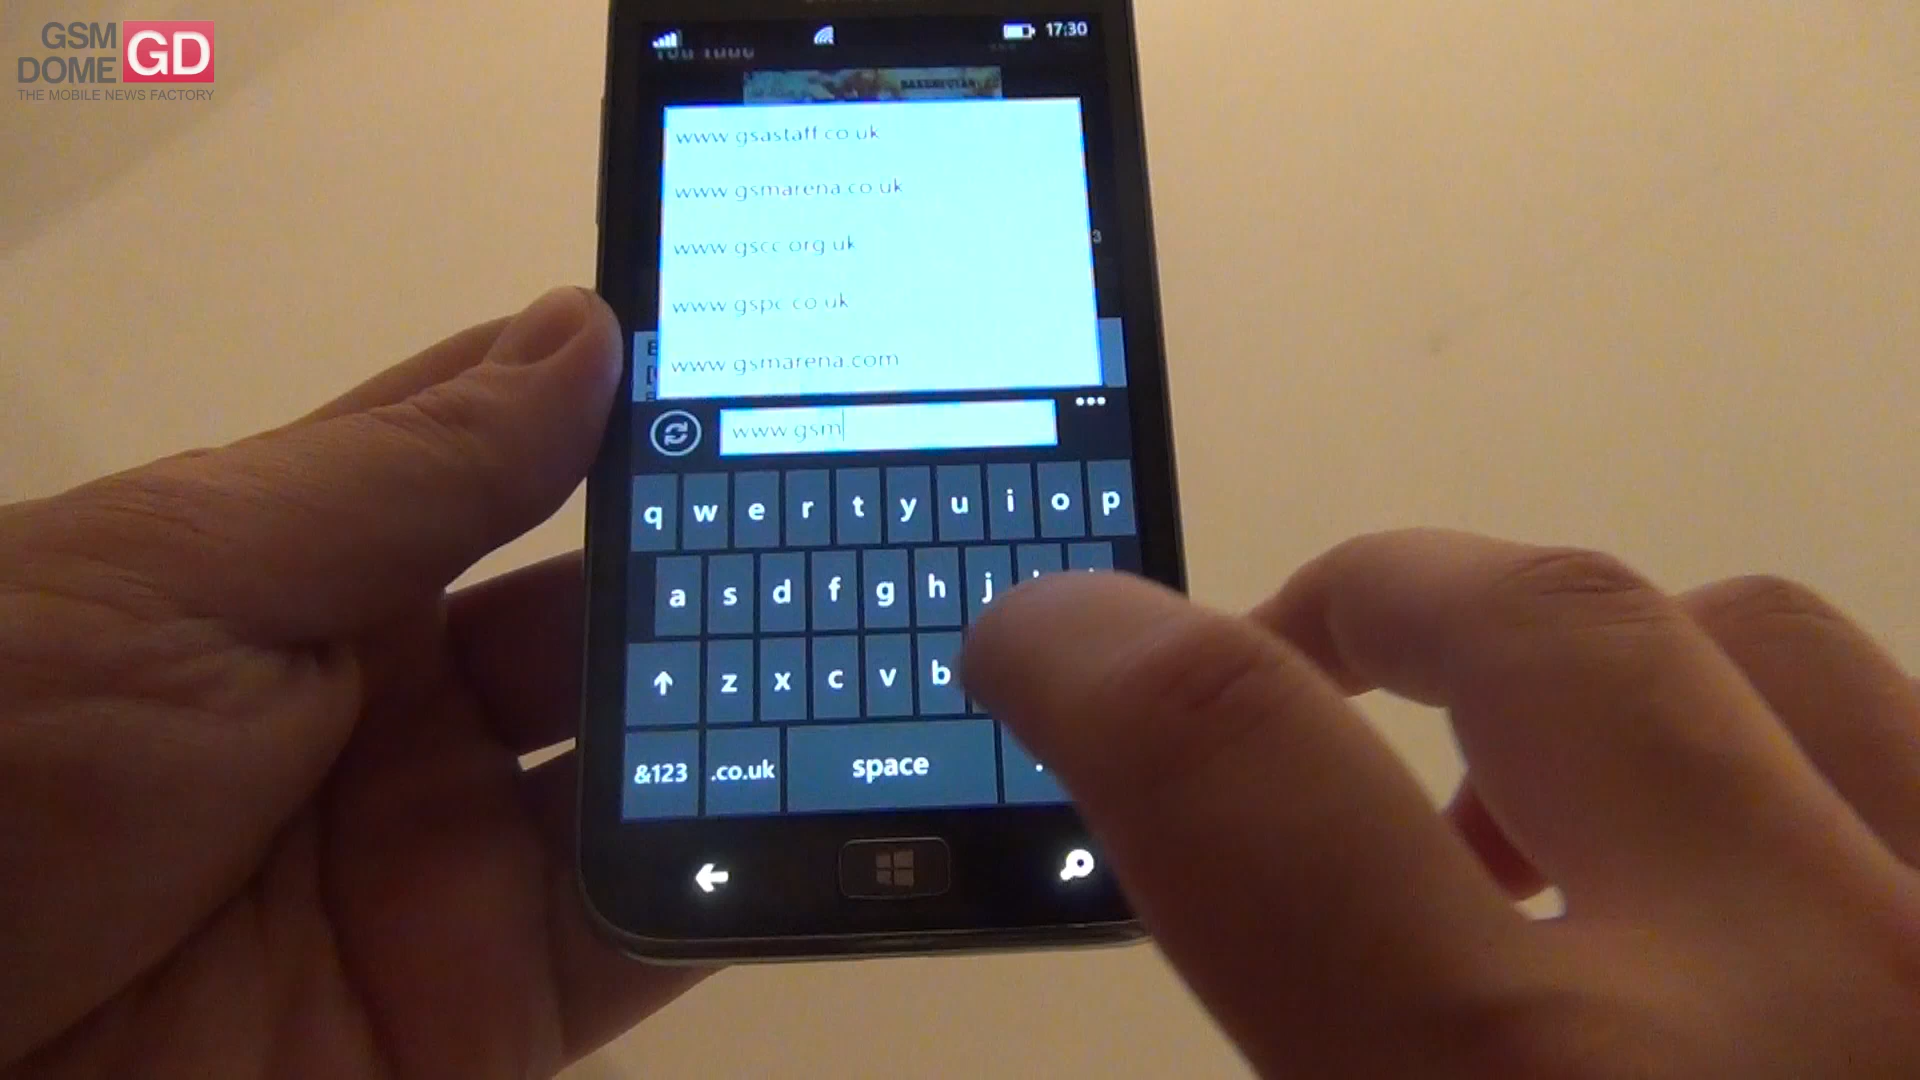 GSM
DOME GD
THE MOBILE NEWS FACTORY
17:30
www.gsastaff.co.uk
www.gsmarena.co.uk
www.gscc.org.uk
www.gspc.co.uk
www.gsmarena.com
www.gsm
q w e r t y u i o p
a s d f g h j
z x c v b
&123 .co.uk space .